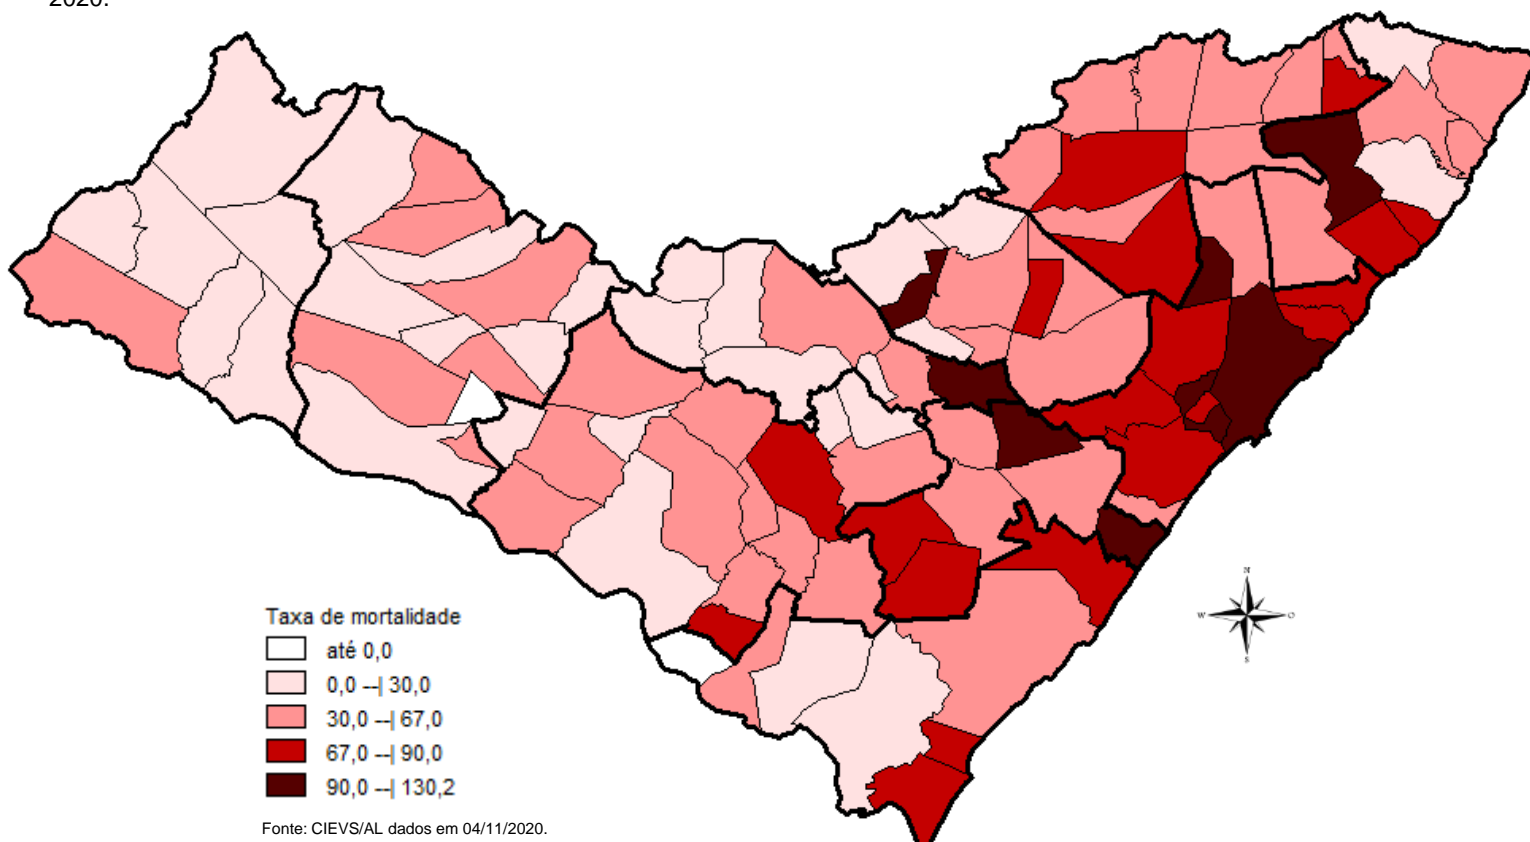 2020.
Taxa de mortalidade
até 0,0
0,0 --| 30,0
30,0 --| 67,0
67,0 --| 90,0
90,0 --| 130,2
Fonte: CIEVS/AL dados em 04/11/2020.
N
W
O
S